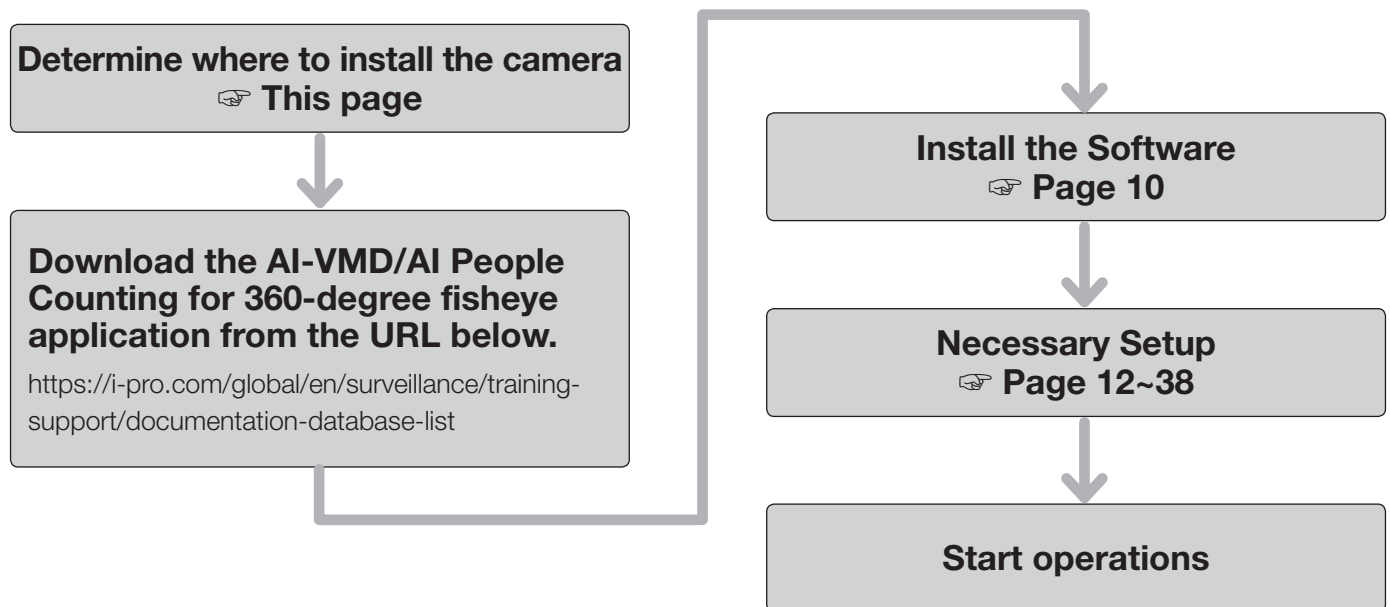 Determine where to install the camera
☞ This page
Download the AI-VMD/AI People
Counting for 360-degree fisheye
application from the URL below.
https://i-pro.com/global/en/surveillance/training-
support/documentation-database-list
Install the Software
☞ Page 10
Necessary Setup
☞ Page 12~38
Start operations